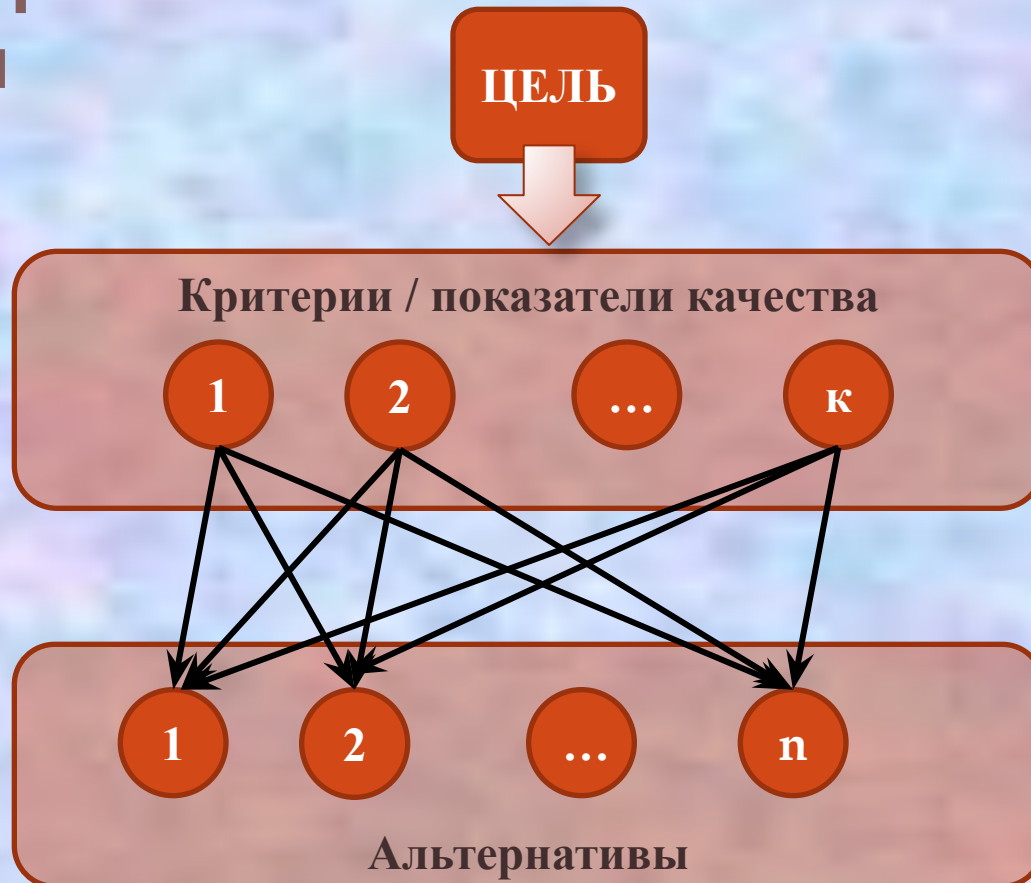 ЦЕЛЬ
Критерии / показатели качества
1 2 ... к
1 2 ... n
Альтернативы